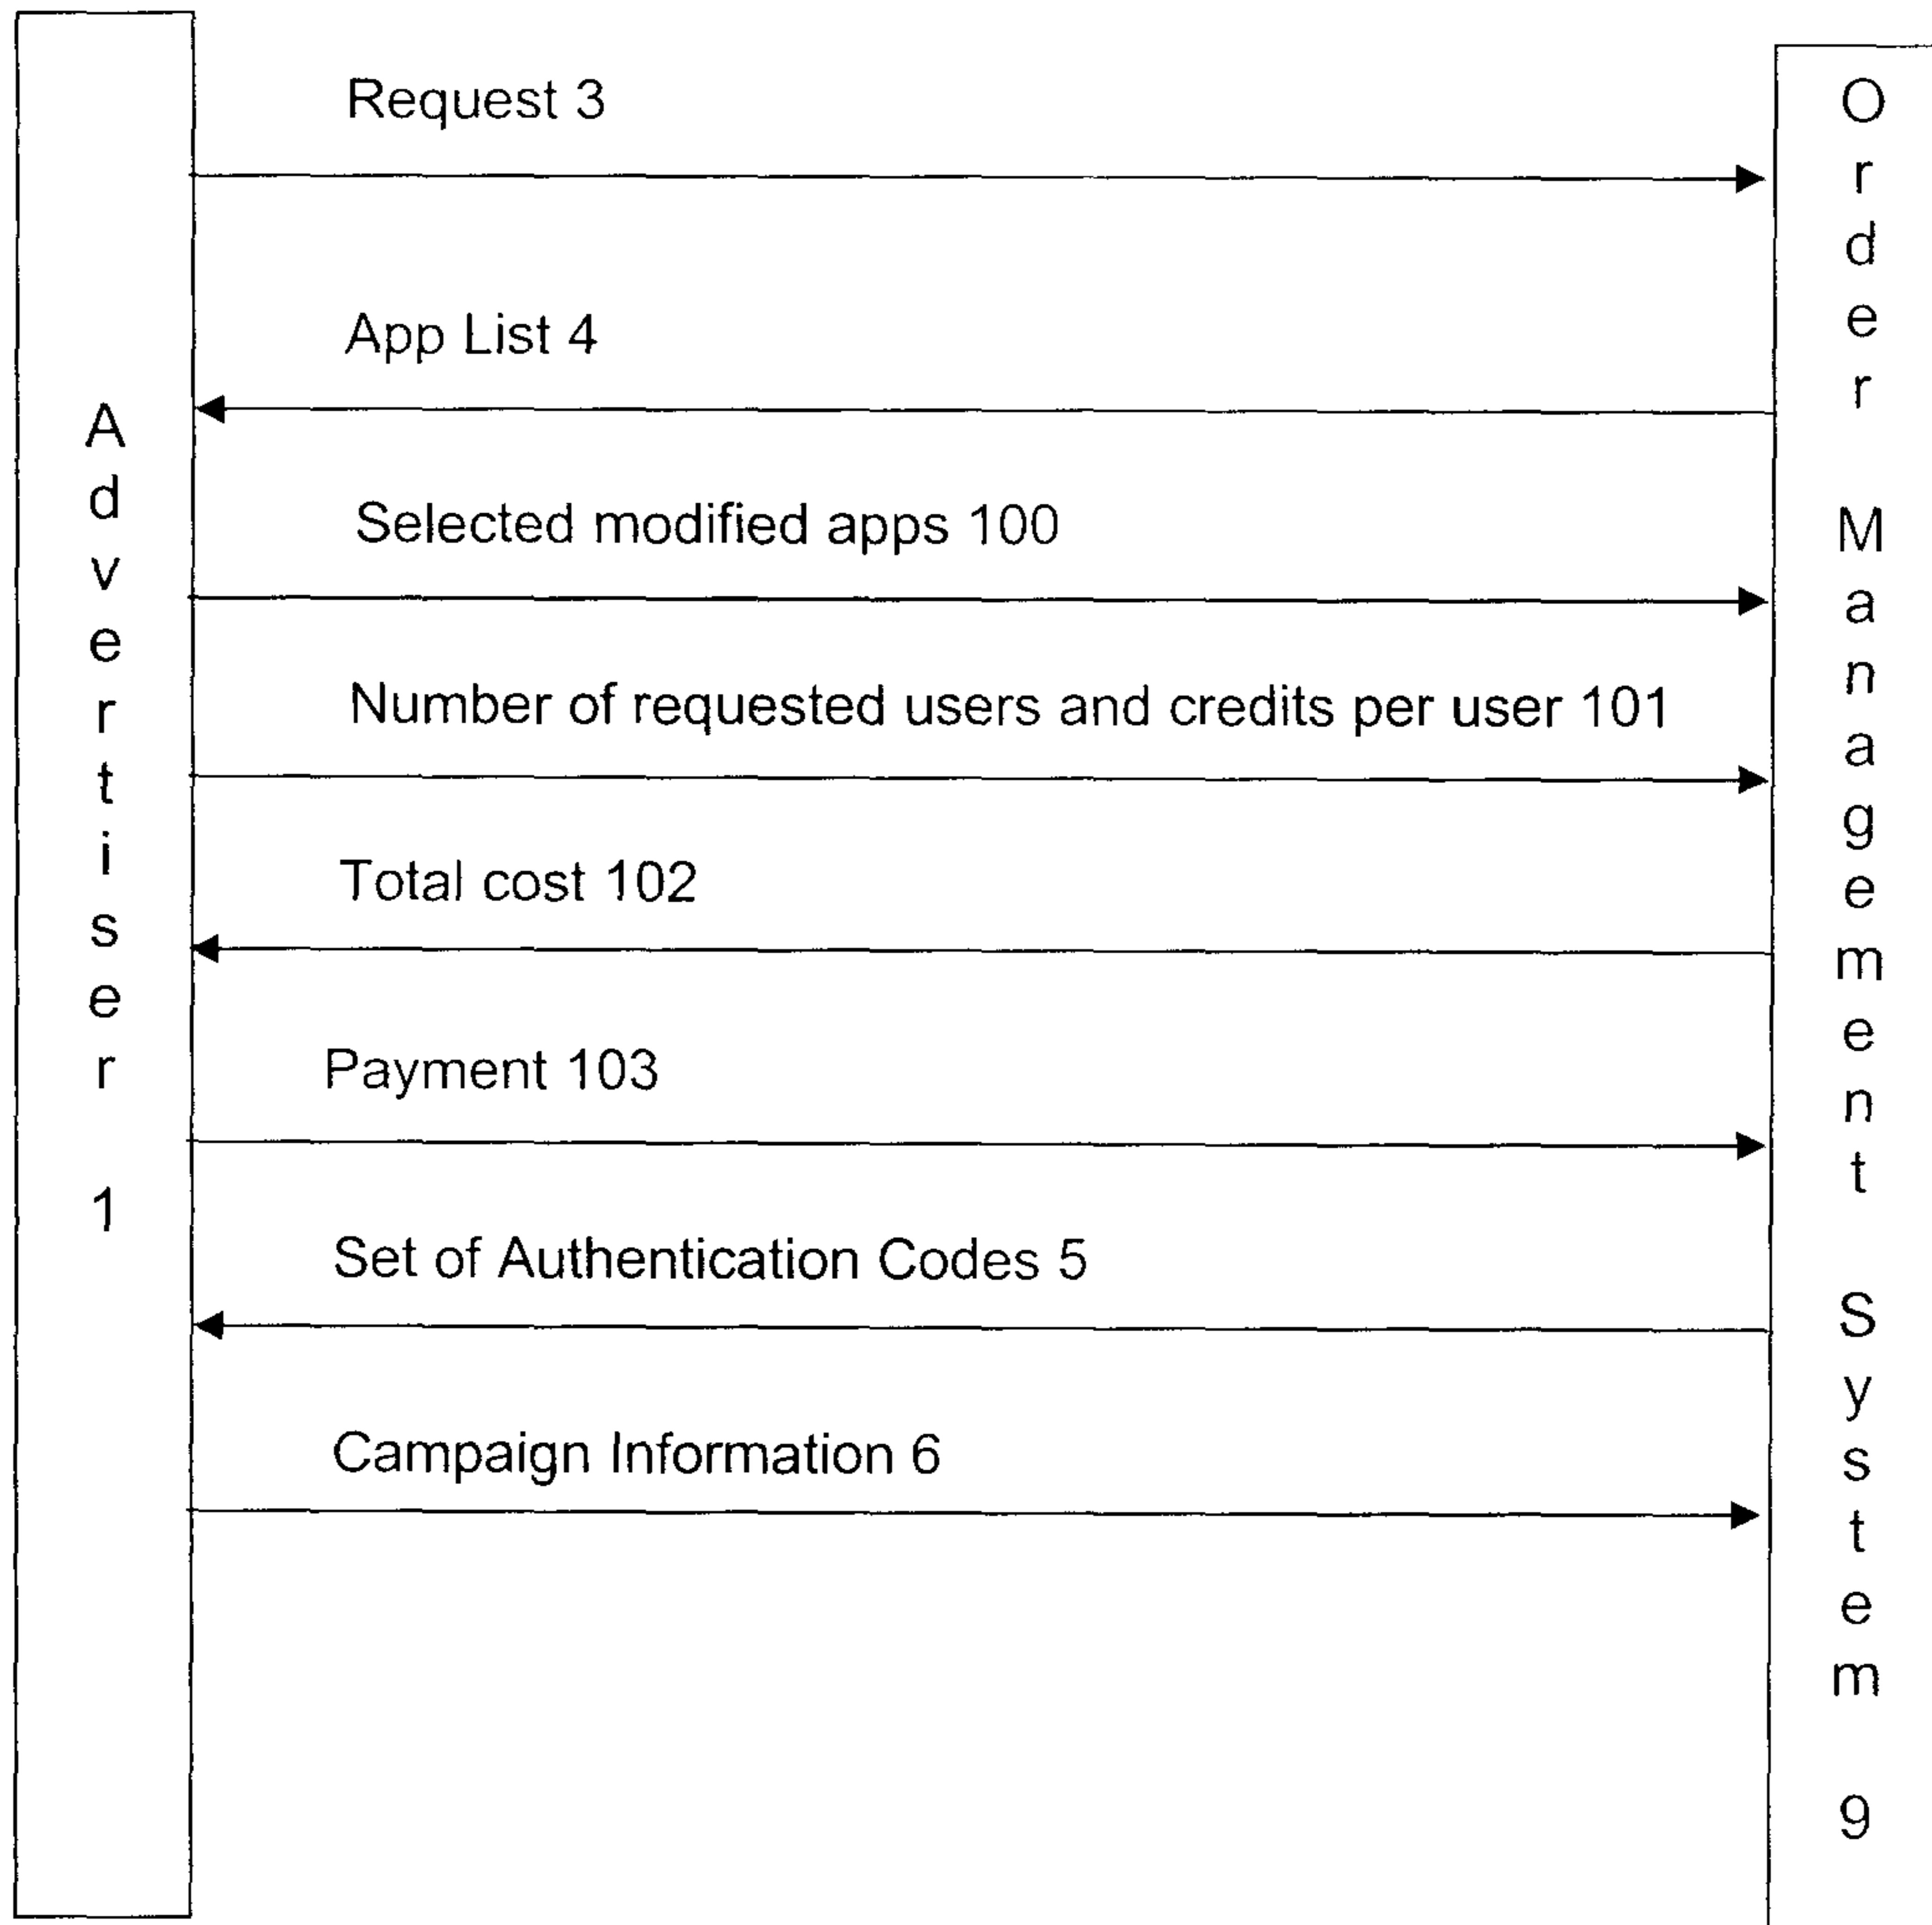 Request 3
App List 4
Selected modified apps 100
Number of requested users and credits per user 101
Total cost 102
Payment 103
Set of Authentication Codes 5
Campaign Information 6
Advertiser 1
Order Management System 9